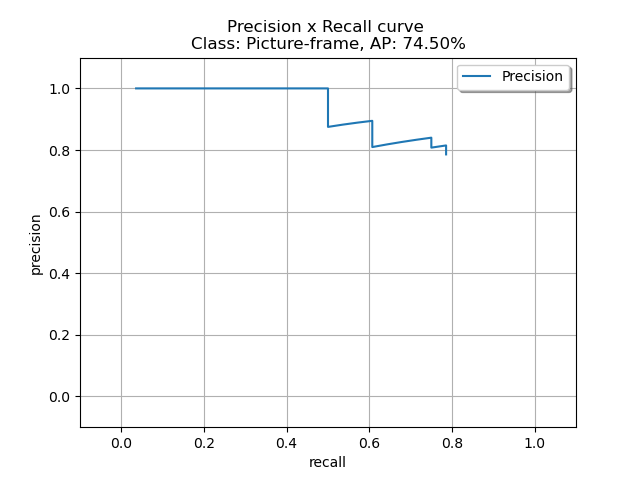 Precision x Recall curve
Class: Picture-frame, AP: 74.50%
Precision
1.0
0.8
0.6
0.4
0.2
0.0
precision
0.0 0.2 0.4 0.6 0.8 1.0
recall